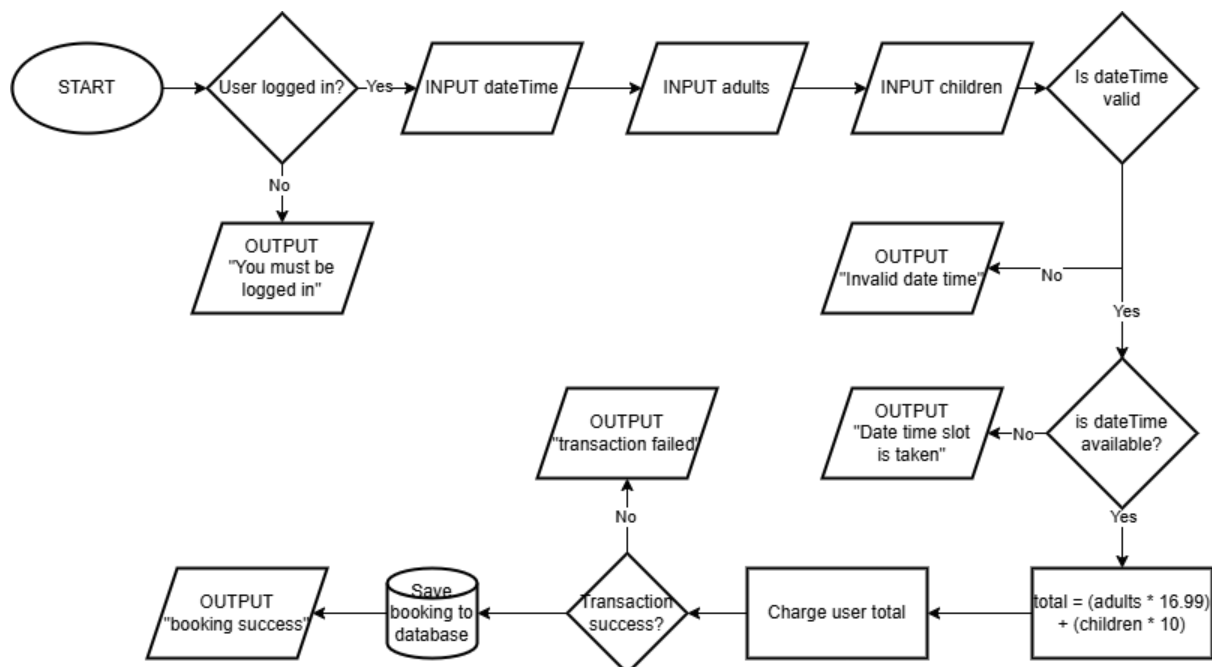 START
User logged in?
Yes
INPUT dateTime
INPUT adults
INPUT children
Is dateTime
valid
No
OUTPUT
"You must be
logged in"
OUTPUT
"Invalid date time"
No
Yes
OUTPUT
"transaction failed"
OUTPUT
"Date time slot
is taken"
No
is dateTime
available?
No
Yes
OUTPUT
"booking success"
Save
booking to
database
Transaction
success?
Charge user total
total = (adults * 16.99)
+ (children * 10)